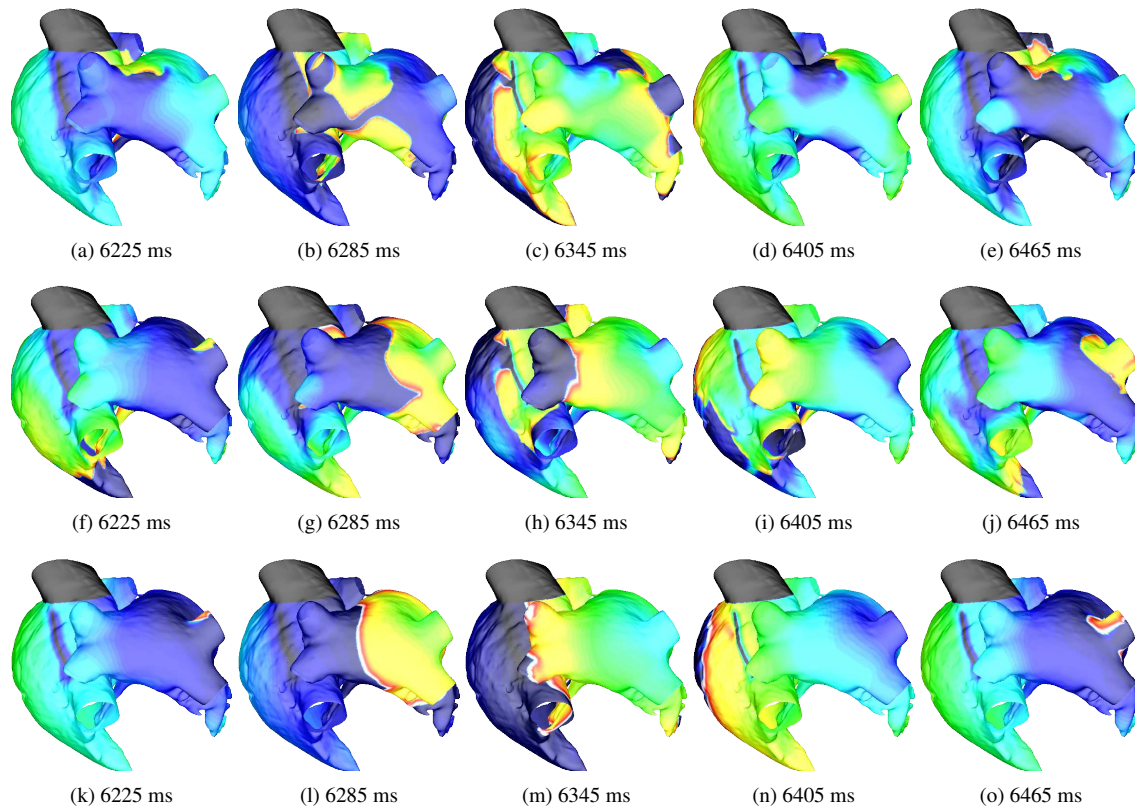 (a) 6225 ms (b) 6285 ms (c) 6345 ms (d) 6405 ms (e) 6465 ms
(f) 6225 ms (g) 6285 ms (h) 6345 ms (i) 6405 ms (j) 6465 ms
(k) 6225 ms (l) 6285 ms (m) 6345 ms (n) 6405 ms (o) 6465 ms